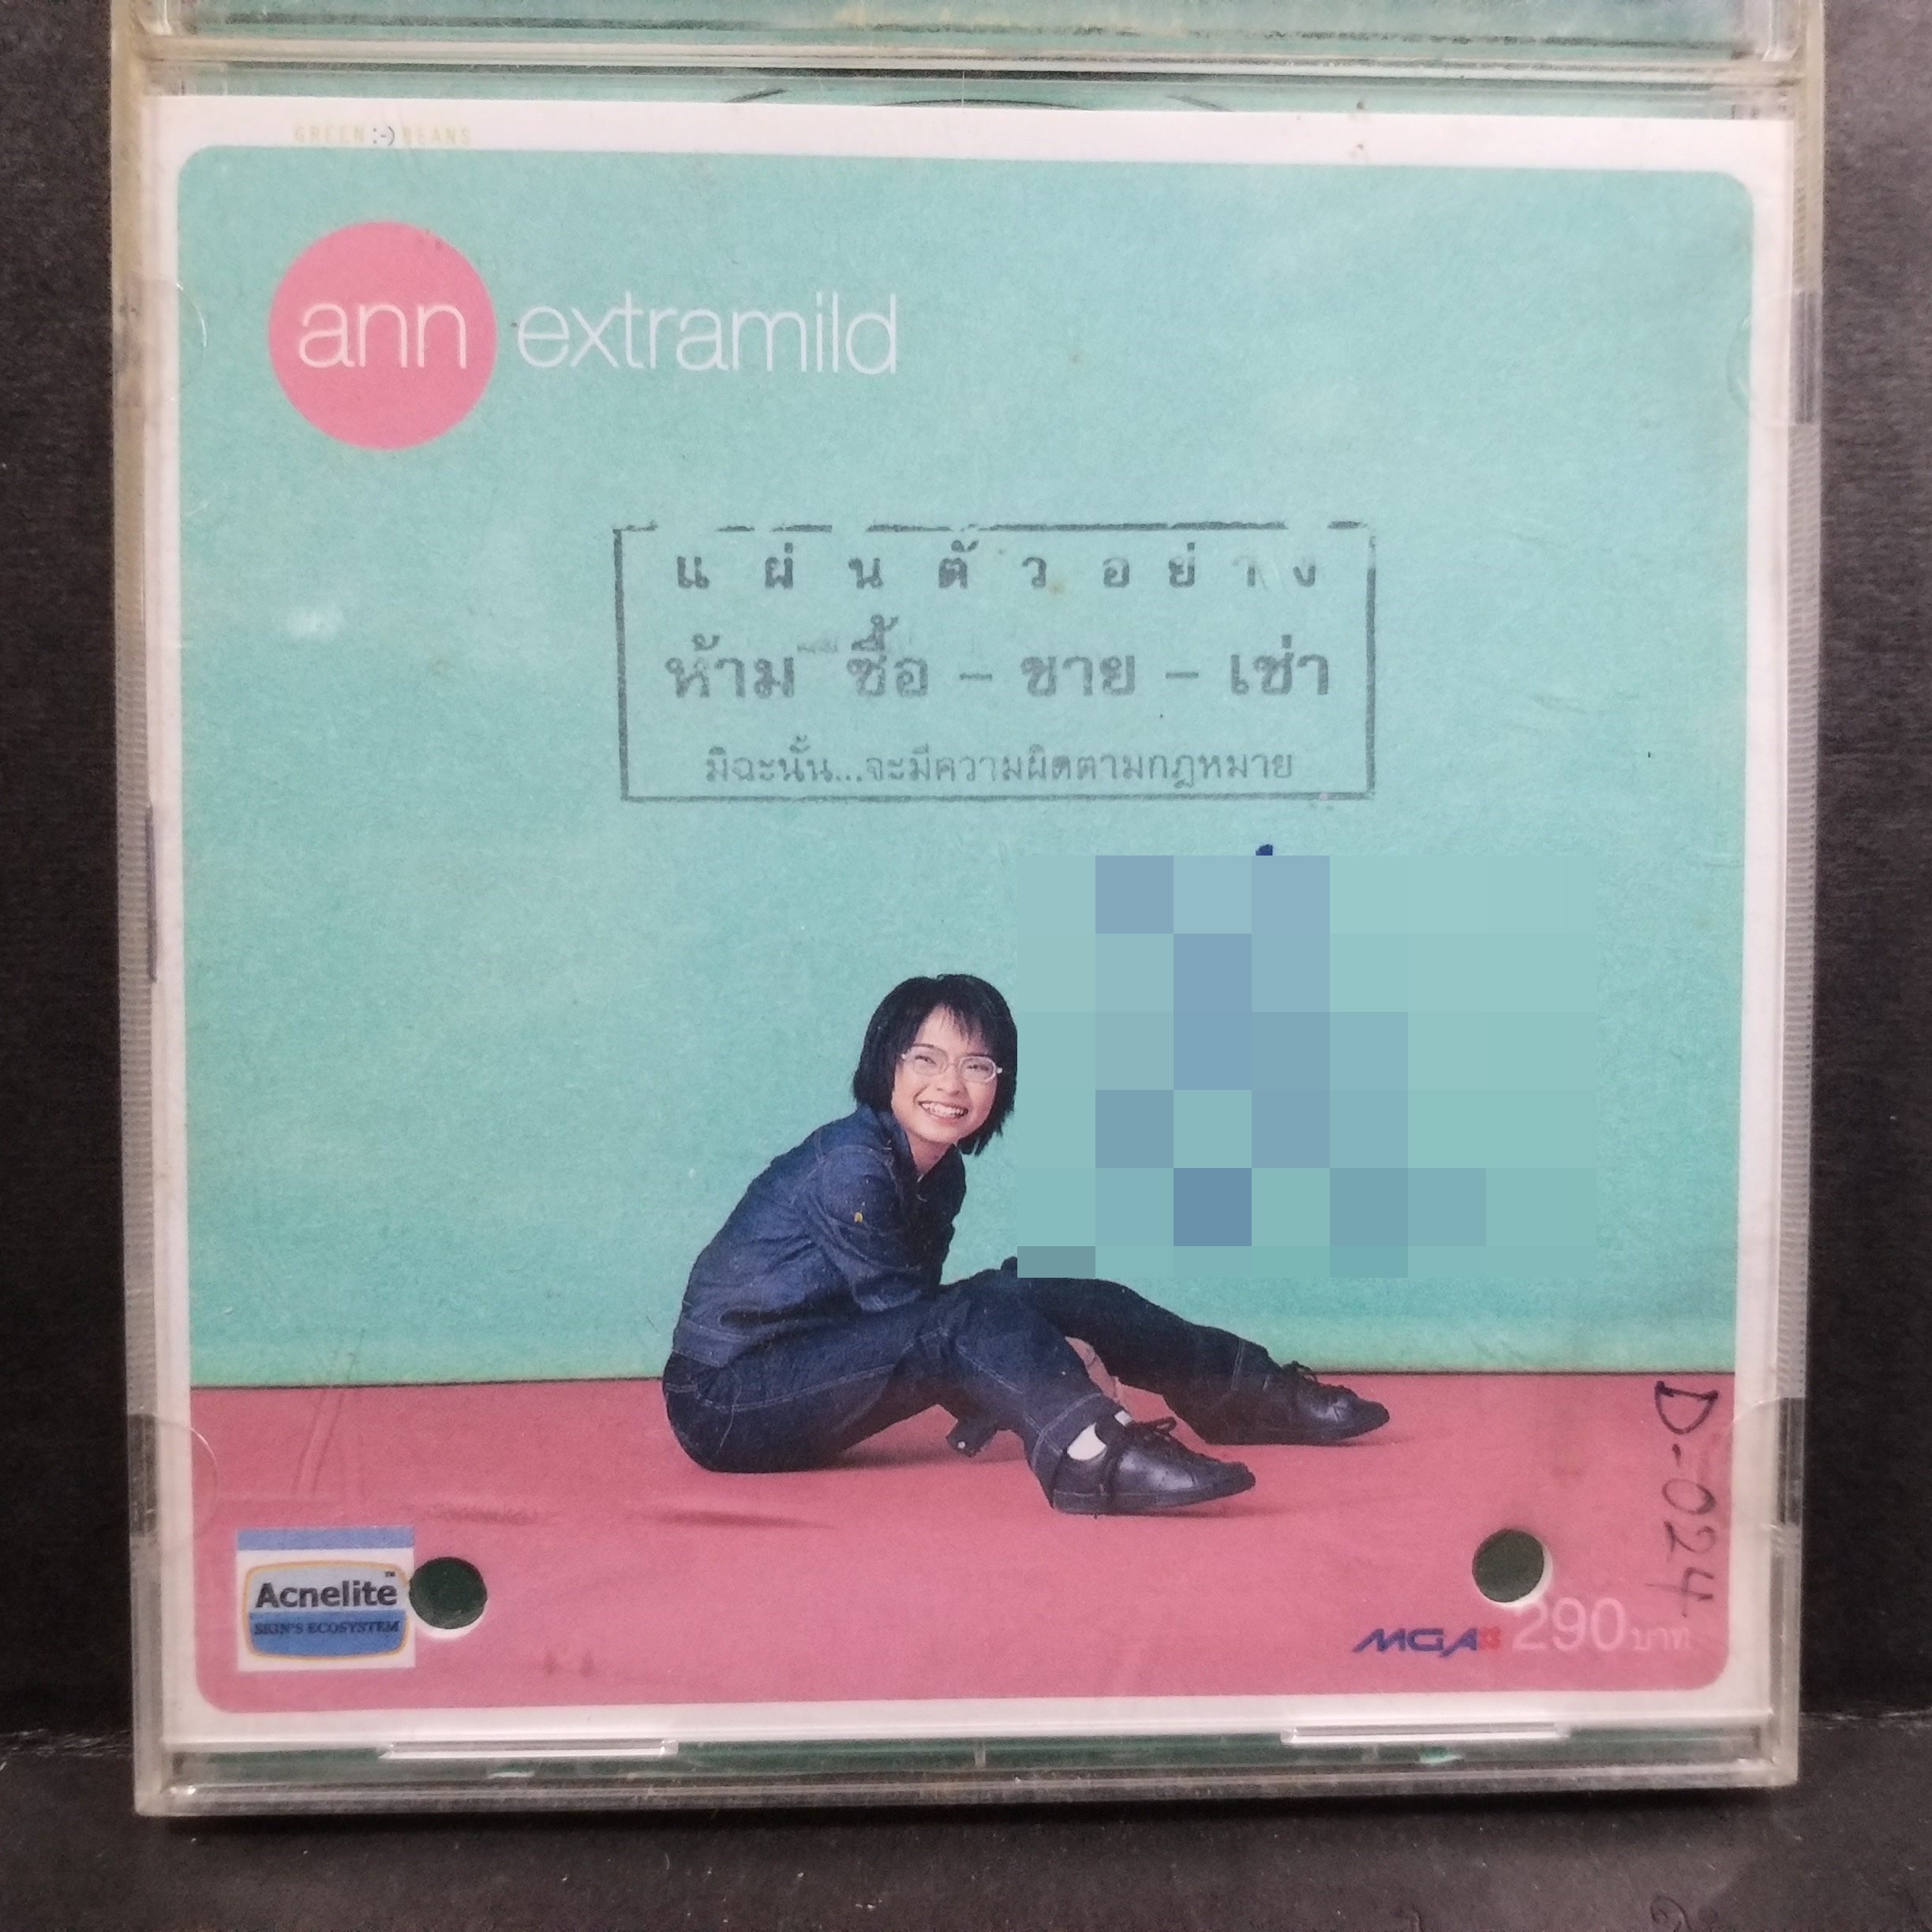 GREEN :-) BEANS
ann extramild
แผ่นตัวอย่าง
ห้าม ซื้อ - ขาย - เช่า
มิฉะนั้น...จะมีความผิดตามกฎหมาย
D-024
Acnelite™
SKIN'S ECOSYSTEM
MGA 290 บาท